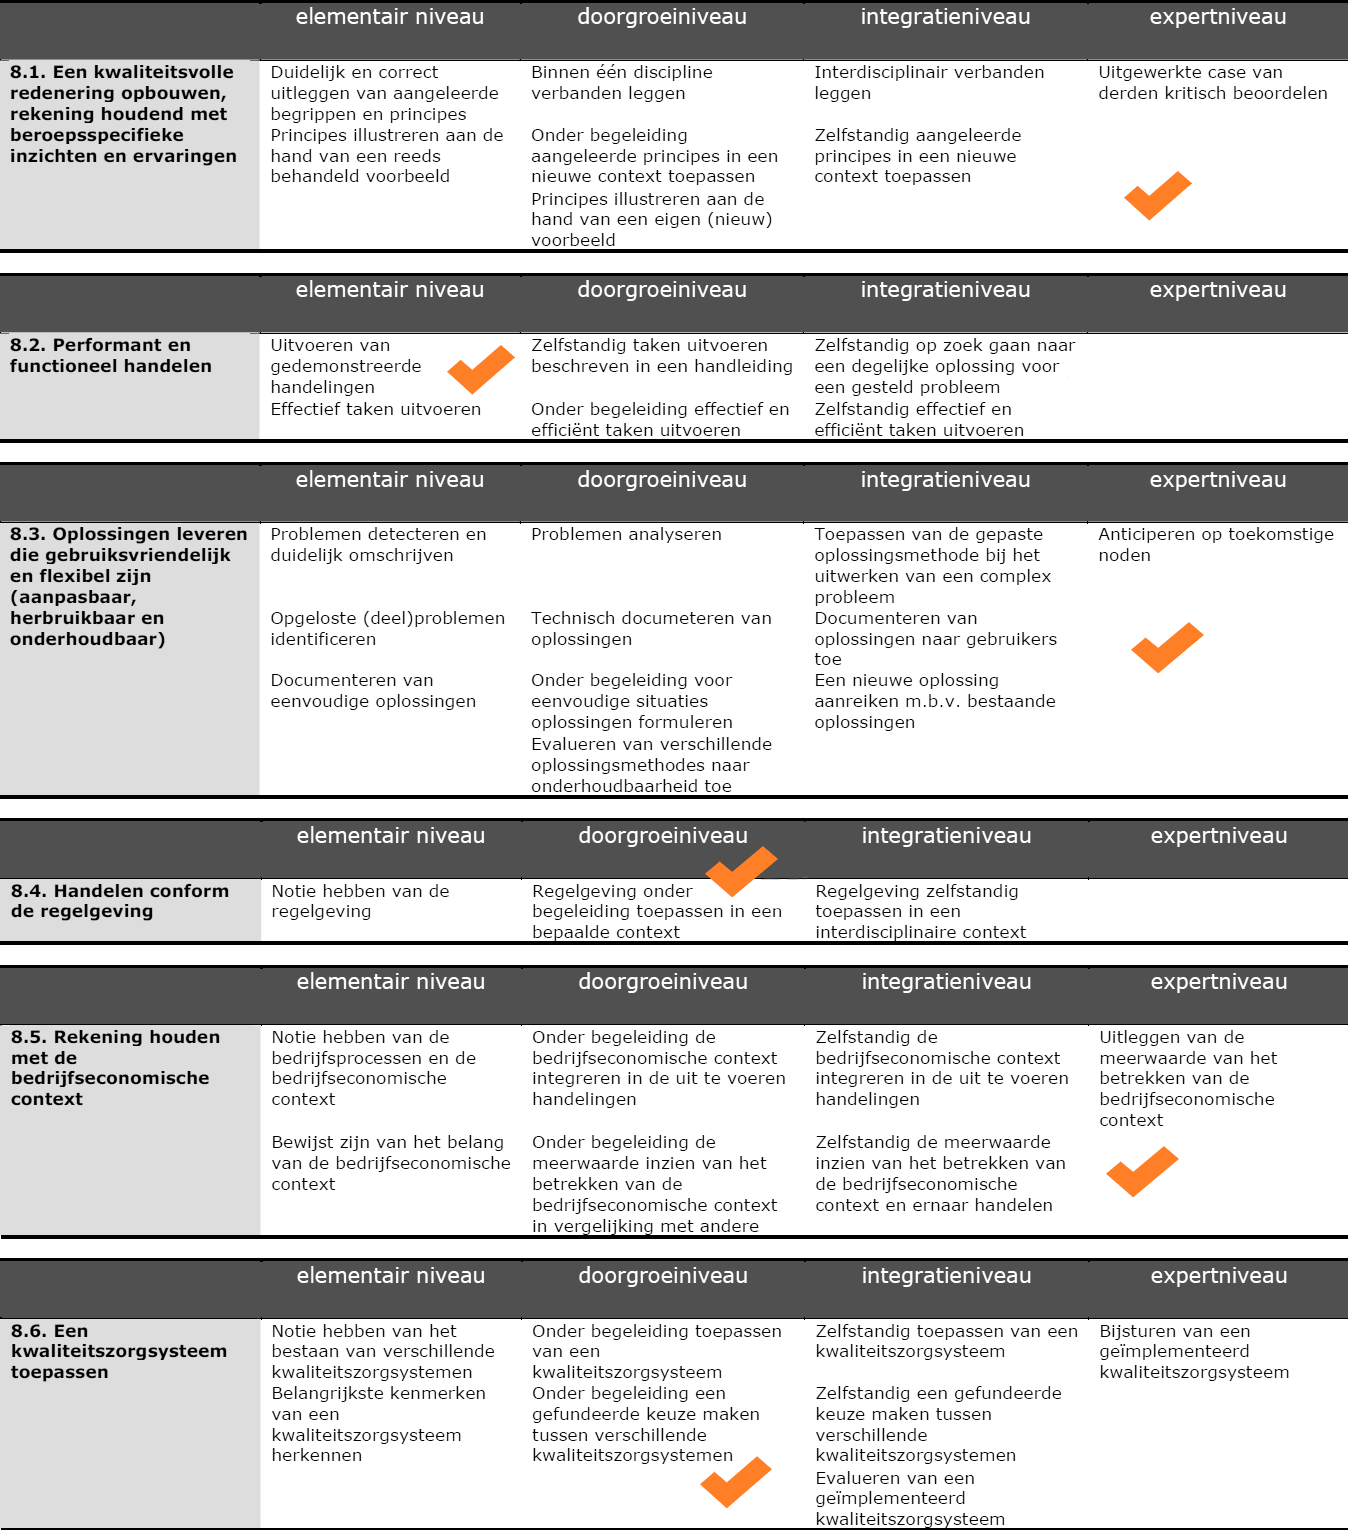 elementair niveau doorgroeiniveau integratieniveau expertniveau
8.1. Een kwaliteitsvolle
redenering opbouwen,
rekening houdend met
beroepsspecifieke
inzichten en ervaringen
Duidelijk en correct
uitleggen van aangeleerde
begrippen en principes
Principes illustreren aan de
hand van een reeds
behandeld voorbeeld
Binnen één discipline
verbanden leggen
Onder begeleiding
aangeleerde principes in een
nieuwe context toepassen
Principes illustreren aan de
hand van een eigen (nieuw)
voorbeeld
Interdisciplinair verbanden
leggen
Zelfstandig aangeleerde
principes in een nieuwe
context toepassen
Uitgewerkte case van
derden kritisch beoordelen
elementair niveau doorgroeiniveau integratieniveau expertniveau
8.2. Performant en
functioneel handelen
Uitvoeren van
gedemonstreerde
handelingen
Effectief taken uitvoeren
Zelfstandig taken uitvoeren
beschreven in een handleiding
Onder begeleiding effectief en
efficiënt taken uitvoeren
Zelfstandig op zoek gaan naar
een degelijke oplossing voor
een gesteld probleem
Zelfstandig effectief en
efficiënt taken uitvoeren
elementair niveau doorgroeiniveau integratieniveau expertniveau
8.3. Oplossingen leveren
die gebruiksvriendelijk
en flexibel zijn
(aanpasbaar,
herbruikbaar en
onderhoudbaar)
Problemen detecteren en
duidelijk omschrijven
Opgeloste (deel)problemen
identificeren
Documenteren van
eenvoudige oplossingen
Problemen analyseren
Technisch documeteren van
oplossingen
Onder begeleiding voor
eenvoudige situaties
oplossingen formuleren
Evalueren van verschillende
oplossingsmethodes naar
onderhoudbaarheid toe
Toepassen van de gepaste
oplossingsmethode bij het
uitwerken van een complex
probleem
Documenteren van
oplossingen naar gebruikers
toe
Een nieuwe oplossing
aanreiken m.b.v. bestaande
oplossingen
Anticiperen op toekomstige
noden
elementair niveau doorgroeiniveau integratieniveau expertniveau
8.4. Handelen conform
de regelgeving
Notie hebben van de
regelgeving
Regelgeving onder
begeleiding toepassen in een
bepaalde context
Regelgeving zelfstandig
toepassen in een
interdisciplinaire context
elementair niveau doorgroeiniveau integratieniveau expertniveau
8.5. Rekening houden
met de
bedrijfseconomische
context
Notie hebben van de
bedrijfsprocessen en de
bedrijfseconomische
context
Bewijst zijn van het belang
van de bedrijfseconomische
context
Onder begeleiding de
bedrijfseconomische context
integreren in de uit te voeren
handelingen
Onder begeleiding de
meerwaarde inzien van het
betrekken van de
bedrijfseconomische context
in vergelijking met andere
Zelfstandig de
bedrijfseconomische context
integreren in de uit te voeren
handelingen
Zelfstandig de meerwaarde
inzien van het betrekken van
de bedrijfseconomische
context en ernaar handelen
Uitleggen van de
meerwaarde van het
betrekken van de
bedrijfseconomische
context
elementair niveau doorgroeiniveau integratieniveau expertniveau
8.6. Een
kwaliteitszorgsysteem
toepassen
Notie hebben van het
bestaan van verschillende
kwaliteitszorgsystemen
Belangrijkste kenmerken
van een
kwaliteitszorgsysteem
herkennen
Onder begeleiding toepassen
van een
kwaliteitszorgsysteem
Onder begeleiding een
gefundeerde keuze maken
tussen verschillende
kwaliteitszorgsystemen
Zelfstandig toepassen van een
kwaliteitszorgsysteem
Zelfstandig een gefundeerde
keuze maken tussen
verschillende
kwaliteitszorgsystemen
Evalueren van een
geïmplementeerd
kwaliteitszorgsysteem
Bijsturen van een
geïmplementeerd
kwaliteitszorgsysteem